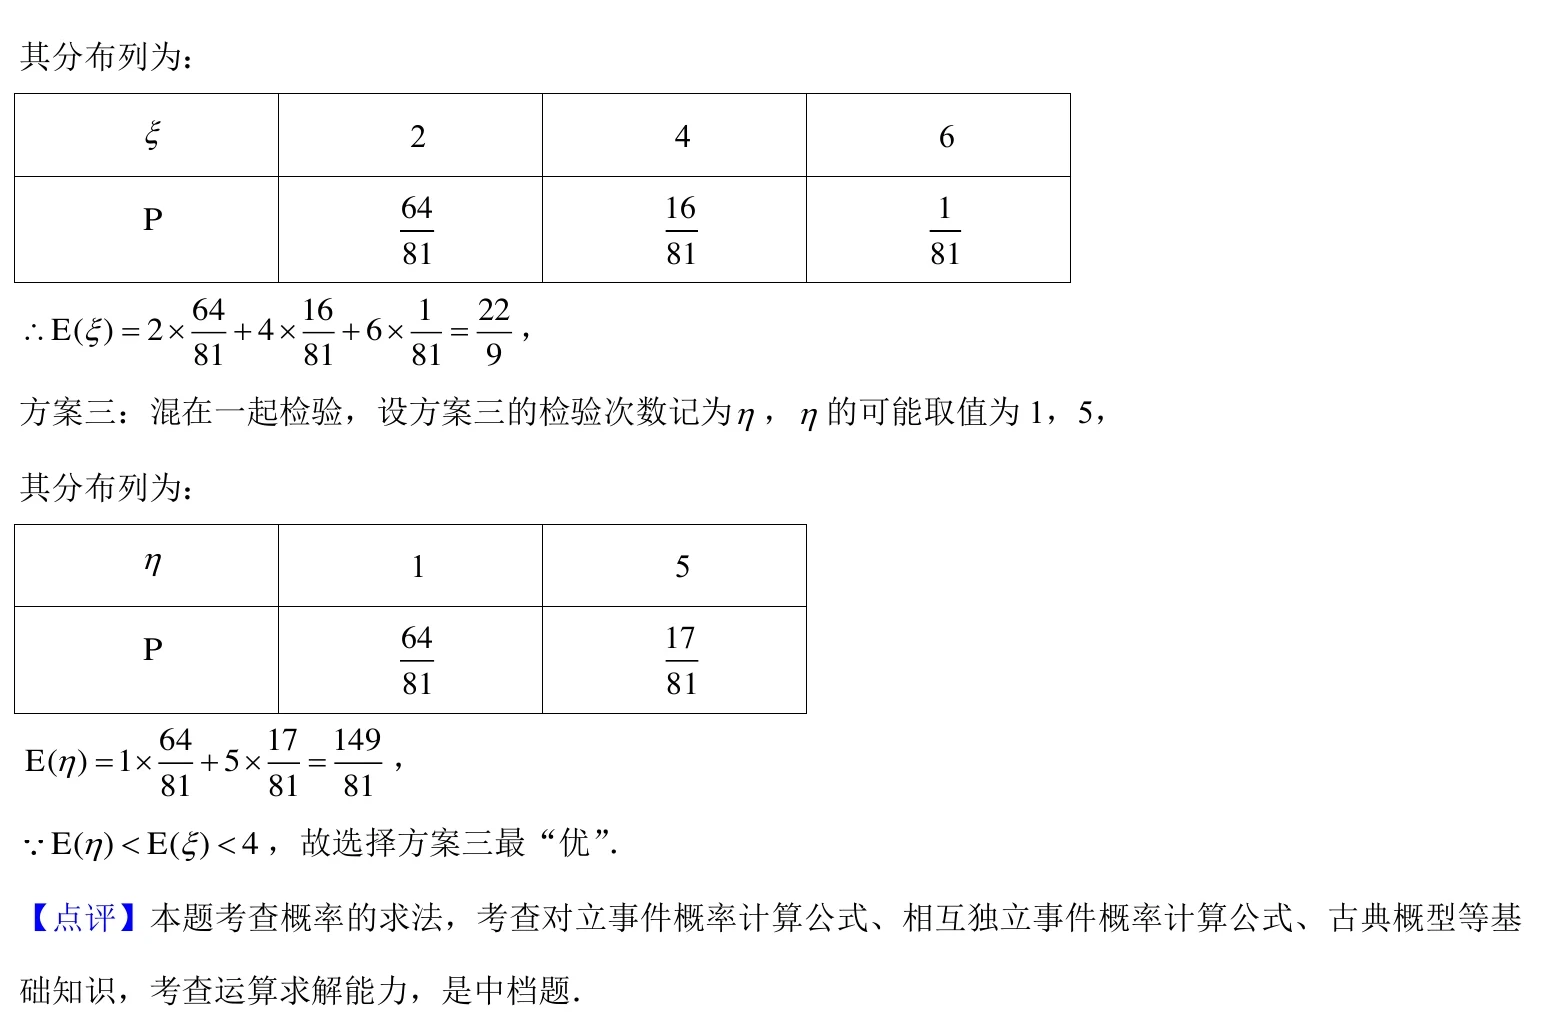 其分布列为：
ξ 2 4 6
P 64/81 16/81 1/81
∴E(ξ)=2×64/81+4×16/81+6×1/81=22/9，
方案三：混在一起检验，设方案三的检验次数记为η，η的可能取值为 1，5，
其分布列为：
η 1 5
P 64/81 17/81
E(η)=1×64/81+5×17/81=149/81，
∵E(η)<E(ξ)<4，故选择方案三最“优”．
【点评】本题考查概率的求法，考查对立事件概率计算公式、相互独立事件概率计算公式、古典概型等基
础知识，考查运算求解能力，是中档题．